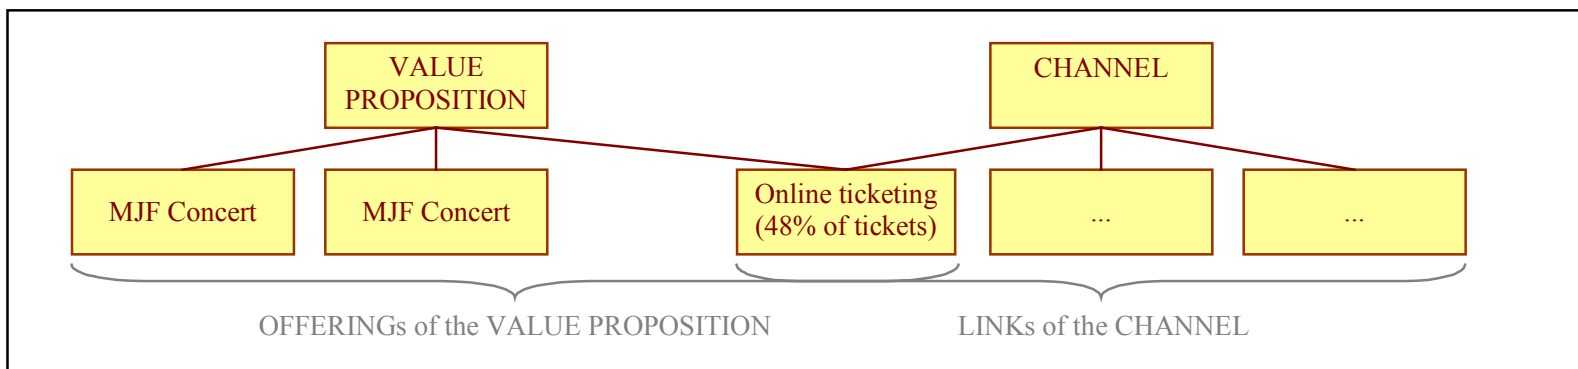 VALUE
PROPOSITION
CHANNEL
MJF Concert
MJF Concert
Online ticketing
(48% of tickets)
...
...
OFFERINGs of the VALUE PROPOSITION
LINKs of the CHANNEL